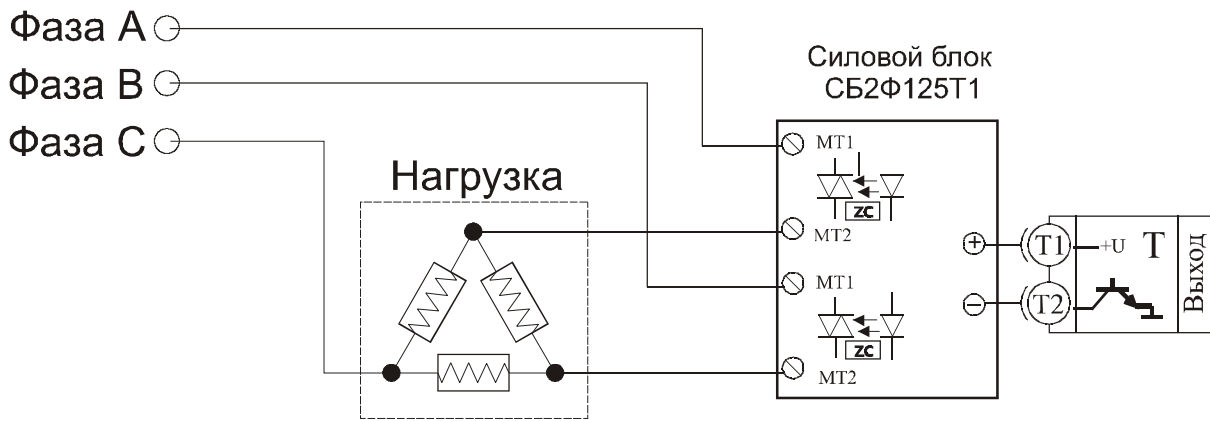 Фаза А
Фаза В
Фаза С
Нагрузка
Силовой блок
СБ2Ф125Т1
MT1
ZC
MT2
MT1
ZC
MT2
+
−
T1
T2
+U
T
Выход